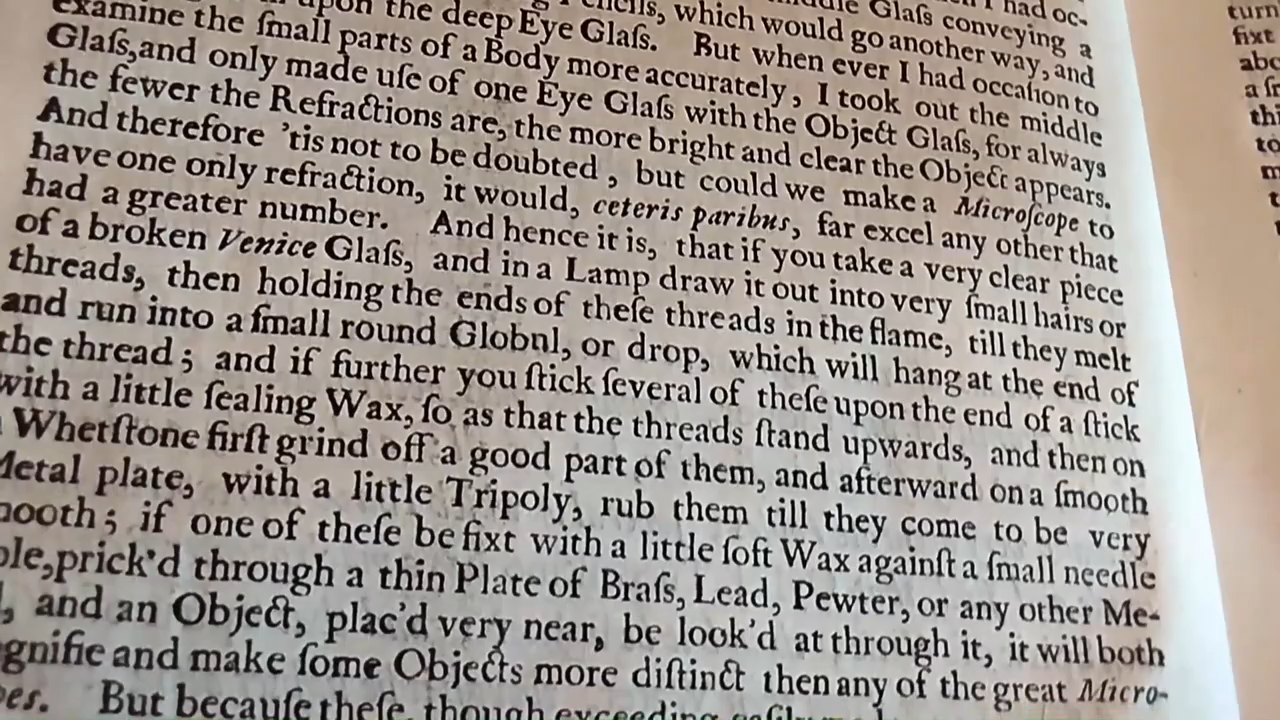 Glaſs conveying a
upon the deep Eye Glaſs. But when ever I had occaſion to
examine the ſmall parts of a Body more accurately, I took out the middle
Glaſs,and only made uſe of one Eye Glaſs with the Object Glaſs, for always
the fewer the Refractions are, the more bright and clear the Object appears.
And therefore 'tis not to be doubted, but could we make a Microſcope to
have one only refraction, it would, ceteris paribus, far excel any other that
had a greater number. And hence it is, that if you take a very clear piece
of a broken Venice Glaſs, and in a Lamp draw it out into very ſmall hairs or
threads, then holding the ends of theſe threads in the flame, till they melt
and run into a ſmall round Globul, or drop, which will hang at the end of
the thread; and if further you ſtick ſeveral of theſe upon the end of a ſtick
with a little ſealing Wax, ſo as that the threads ſtand upwards, and then on
Whetſtone firſt grind off a good part of them, and afterward on a ſmooth
Metal plate, with a little Tripoly, rub them till they come to be very
mooth; if one of theſe be fixt with a little ſoft Wax againſt a ſmall needle
ole,prick'd through a thin Plate of Braſs, Lead, Pewter, or any other Me-
, and an Object, plac'd very near, be look'd at through it, it will both
gnifie and make ſome Objects more diſtinct then any of the great Micro-
es. But becauſe theſe, though exceeding
turn
fixt
abo